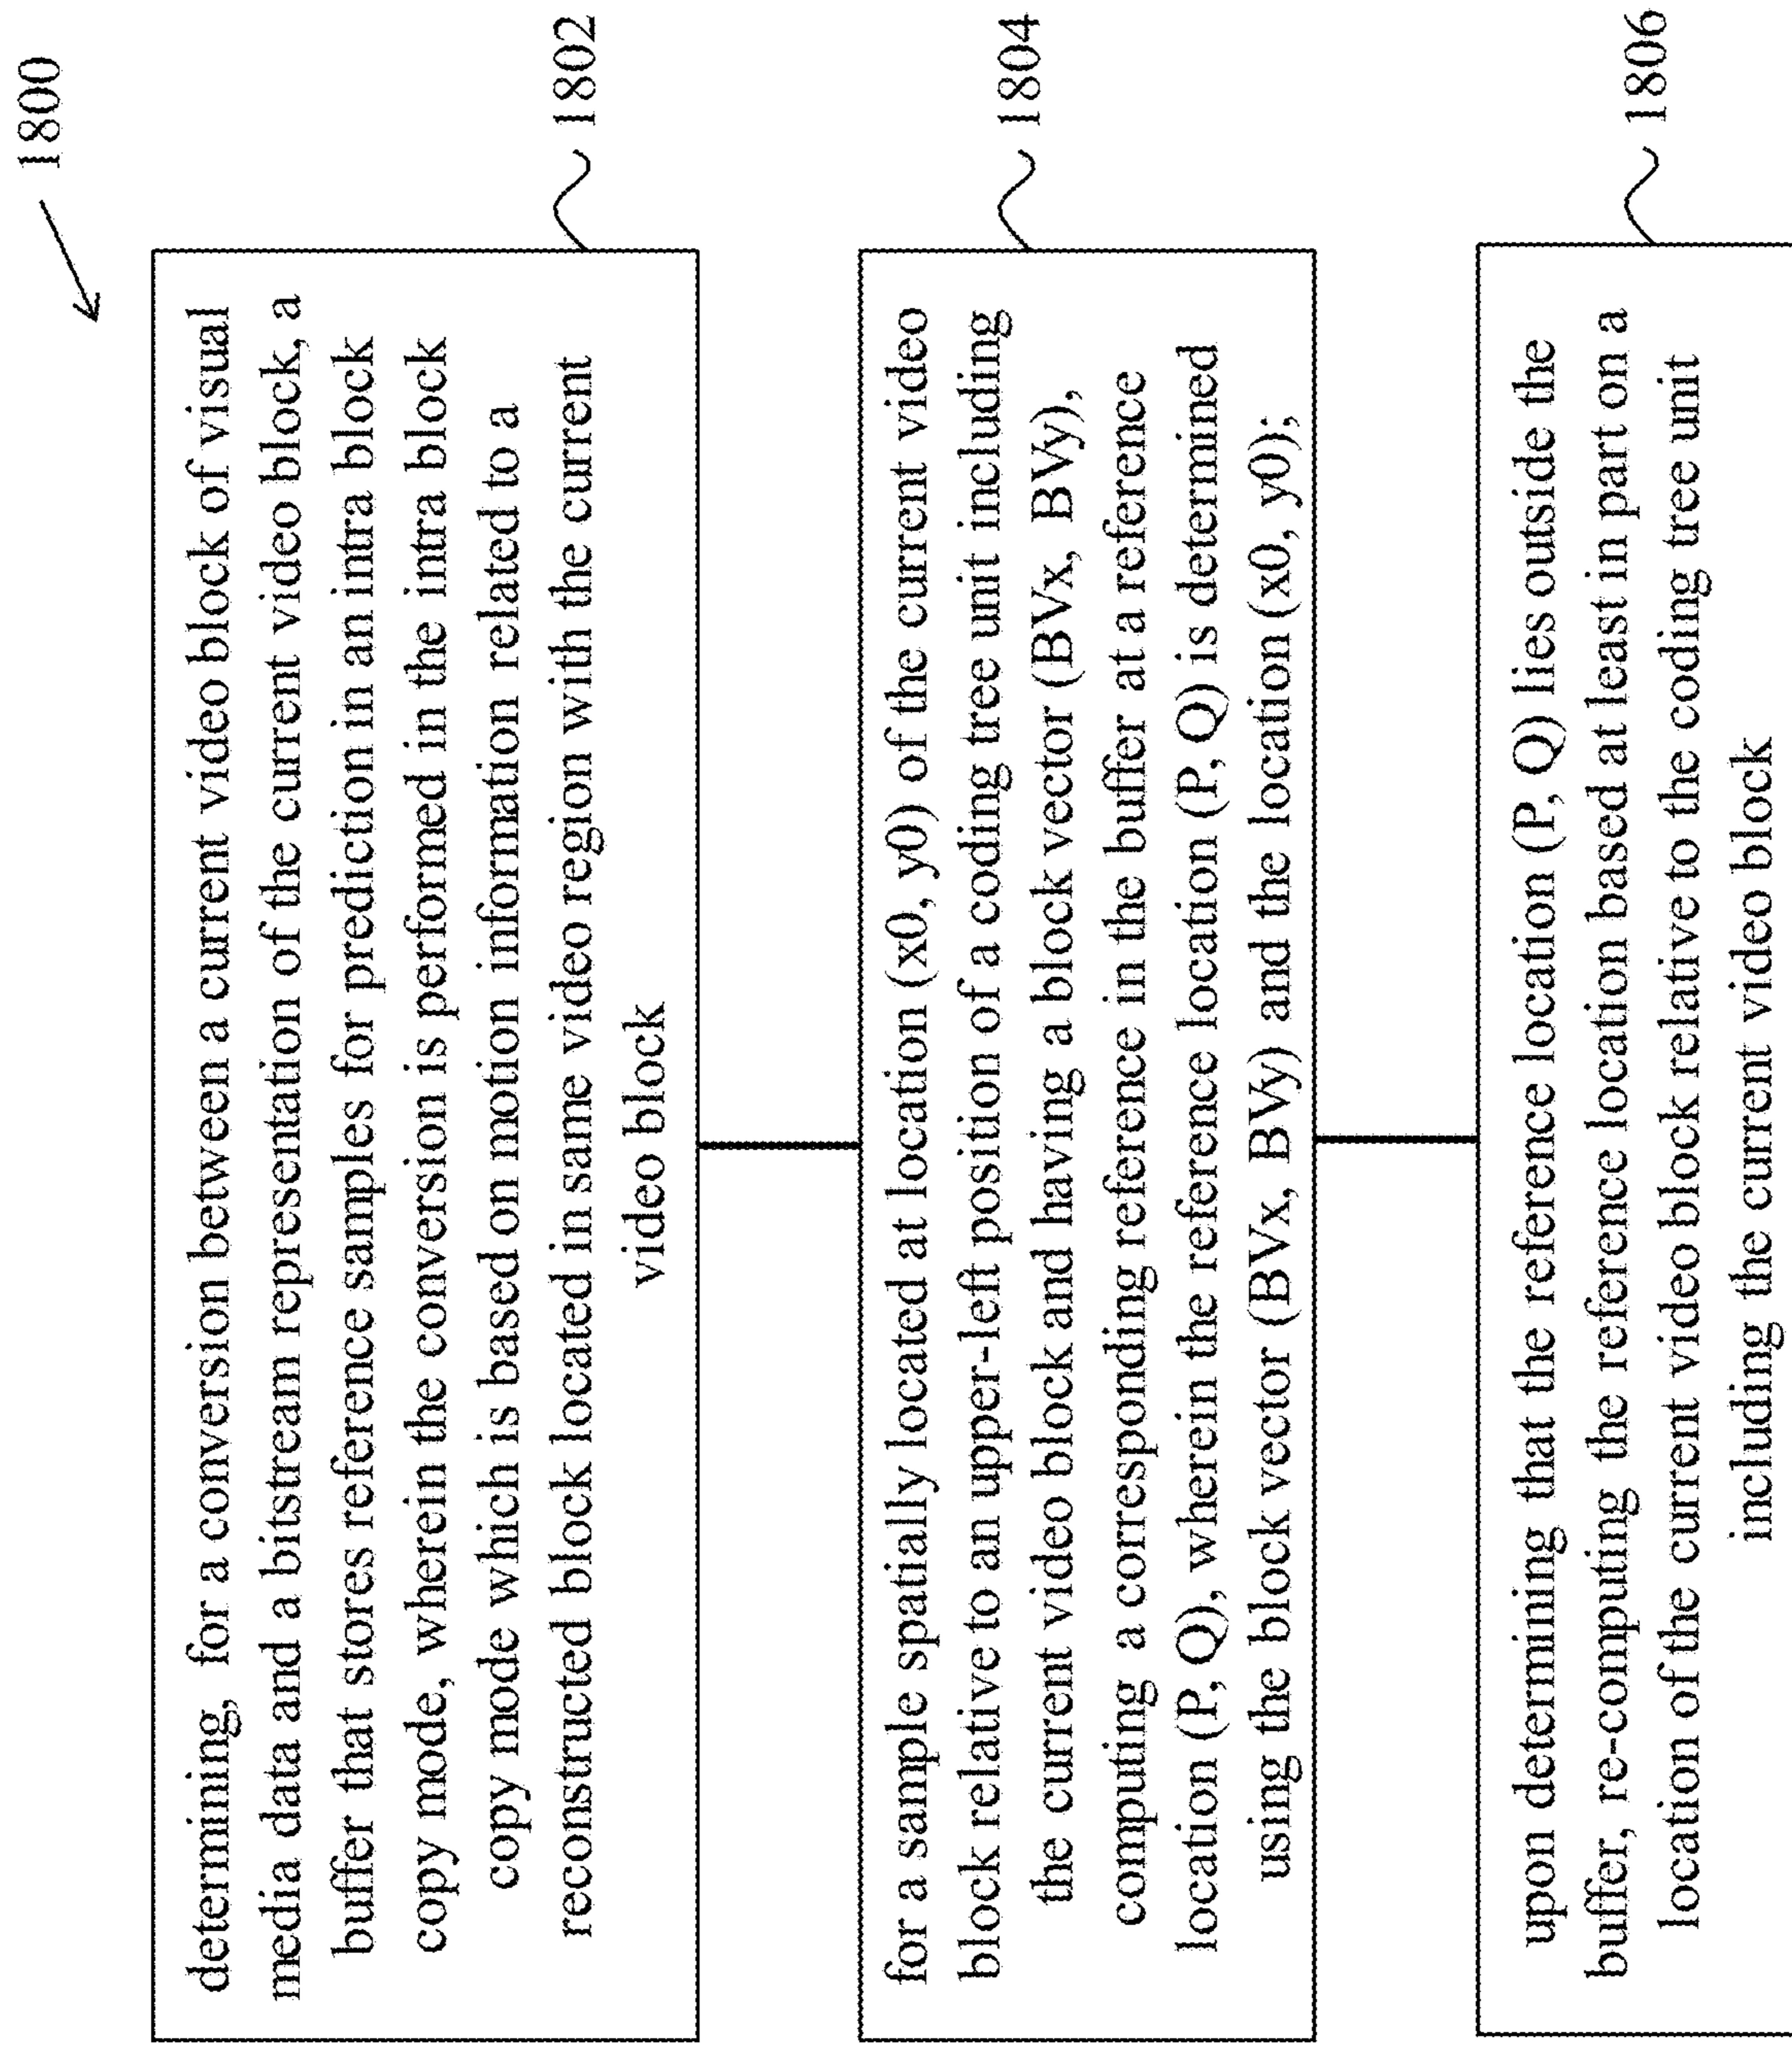 1800
determining, for a conversion between a current video block of visual
media data and a bitstream representation of the current video block, a
buffer that stores reference samples for prediction in an intra block
copy mode, wherein the conversion is performed in the intra block
copy mode which is based on motion information related to a
reconstructed block located in same video region with the current
video block
1802
for a sample spatially located at location (x0, y0) of the current video
block relative to an upper-left position of a coding tree unit including
the current video block and having a block vector (BVx, BVy),
computing a corresponding reference in the buffer at a reference
location (P, Q), wherein the reference location (P, Q) is determined
using the block vector (BVx, BVy) and the location (x0, y0);
1804
upon determining that the reference location (P, Q) lies outside the
buffer, re-computing the reference location based at least in part on a
location of the current video block relative to the coding tree unit
including the current video block
1806